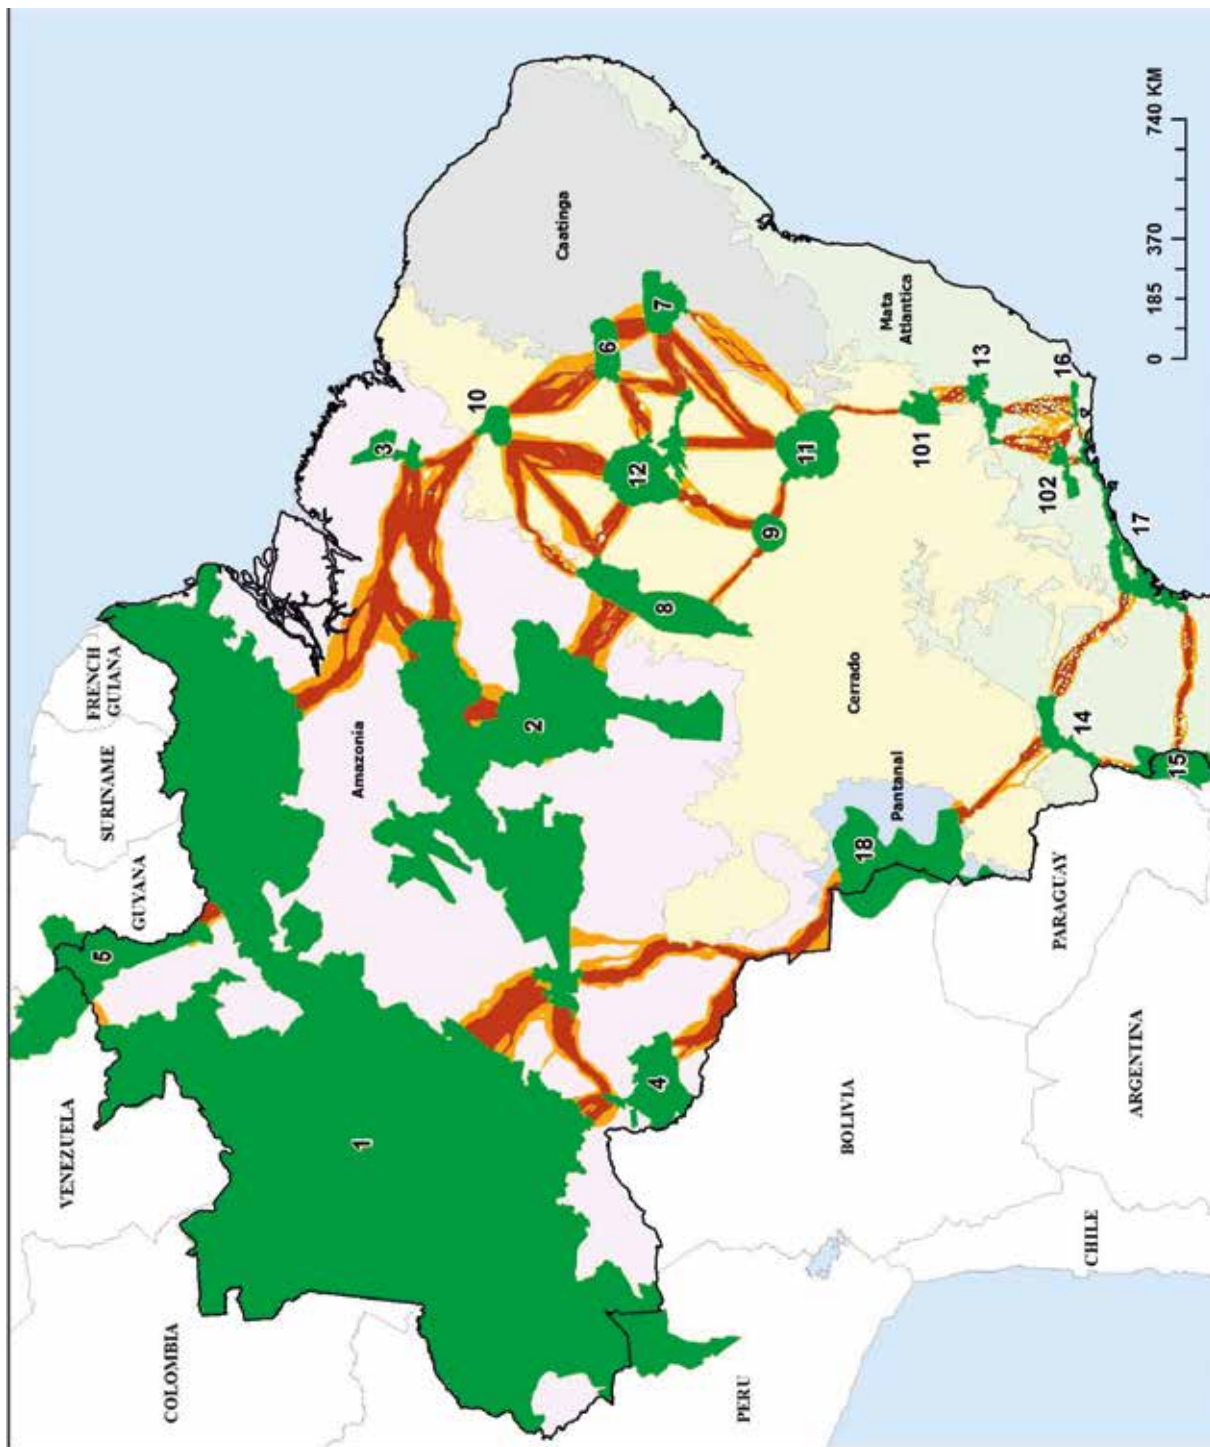 VENEZUELA
FRENCH
GUIANA
SURINAME
5
GUYANA
COLOMBIA
1
Amazonia
3
10
2
Caatinga
6
12
4
8
7
PERU
9
11
BOLIVIA
Cerrado
18
Mata
Atlantica
Pantanal
101
13
102
PARAGUAY
16
14
CHILE
ARGENTINA
17
0 185 370 740 KM
15